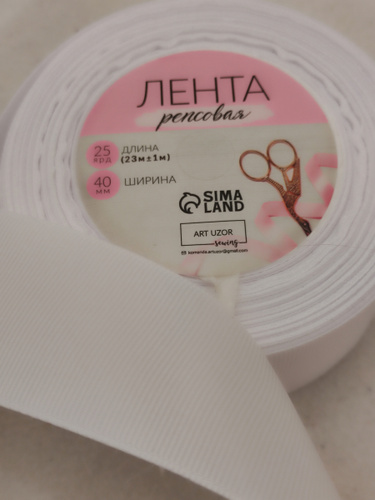 ЛЕНТА
репсовая
25 ЯРД
ДЛИНА
(23м±1м)
40 ММ
ШИРИНА
SIMA
LAND
ART UZOR
sewing